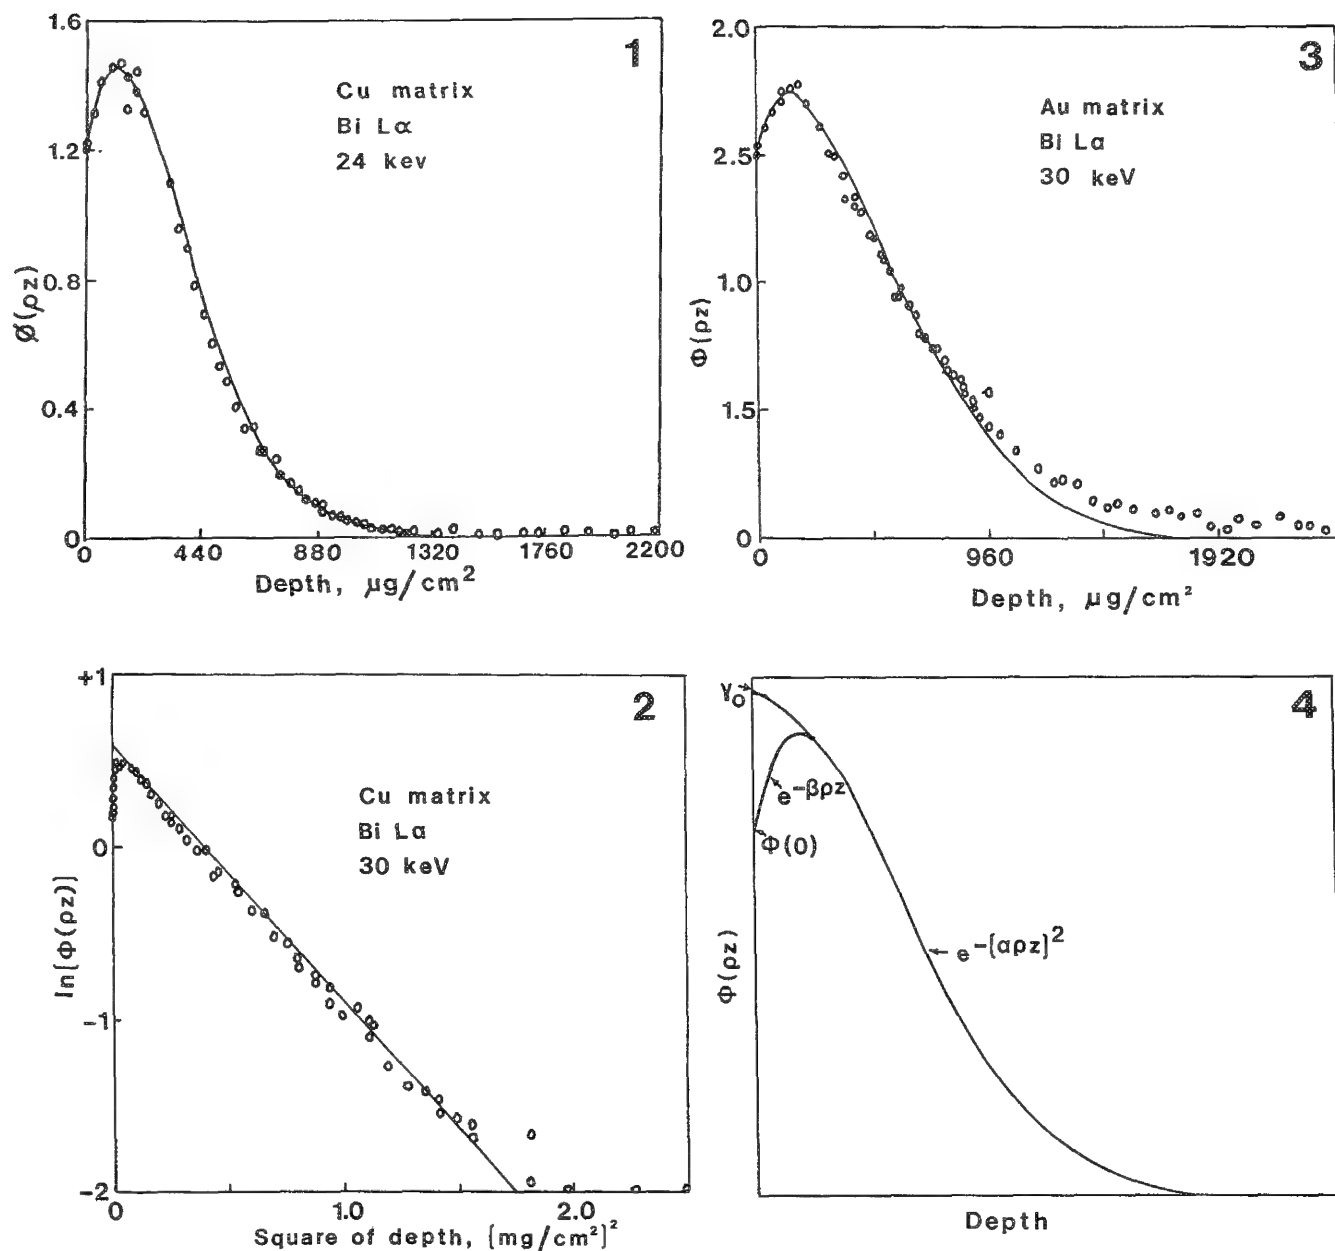 1.6
1.2
0.8
0.4
0
Ø(ρz)
1
Cu matrix
Bi Lα
24 kev
0 440 880 1320 1760 2200
Depth, μg/cm²
2.0
2.5
1.0
1.5
0
Φ(ρz)
3
Au matrix
Bi Lα
30 keV
0 960 1920
Depth, μg/cm²
+1
0
-1
-2
ln[Φ(ρz)]
2
Cu matrix
Bi Lα
30 keV
0 1.0 2.0
Square of depth, [mg/cm²]²
γ₀
4
e-βρz
Φ(0)
e-[αρz]²
Φ(ρz)
Depth